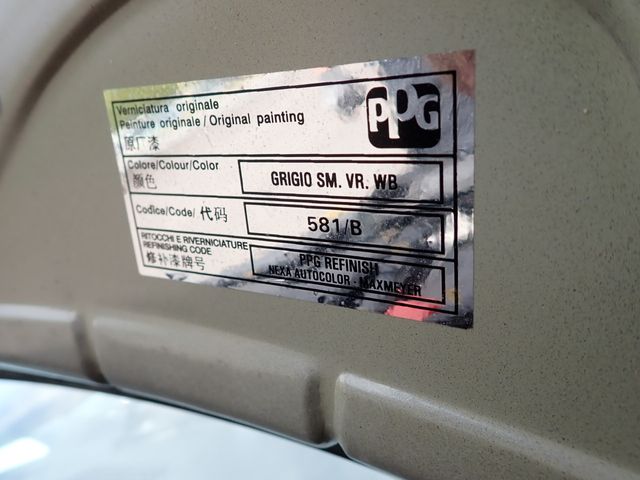 Verniciatura originale
Peinture originale / Original painting
原厂漆
PPG
Colore/Colour/Color
颜色
GRIGIO SM. VR. WB
Codice/Code/ 代码
581/B
RITOCCHI E RIVERNICIATURE
REFINISHING CODE
修补漆牌号
PPG REFINISH
NEXA AUTOCOLOR - MAXMEYER